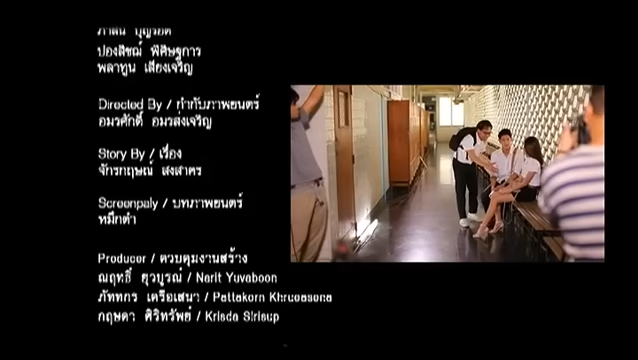 ปองสิชฌ์ พิศิษฐการ
พลาทูน เสียงเจริญ
Directed By / กำกับภาพยนตร์
อมรศักดิ์ อมรส่งเจริญ
Story By / เรื่อง
จักรกฤษณ์ สงสาคร
Screenpaly / บทภาพยนตร์
หมึกดำ
Producer / ควบคุมงานสร้าง
ณฤทธิ์ ยุวบูรณ์ / Narit Yuvaboon
ภัททกร เครือเสนา / Pattakorn Khrueasena
กฤษดา ศิริทรัพย์ / Krisda Sirisup